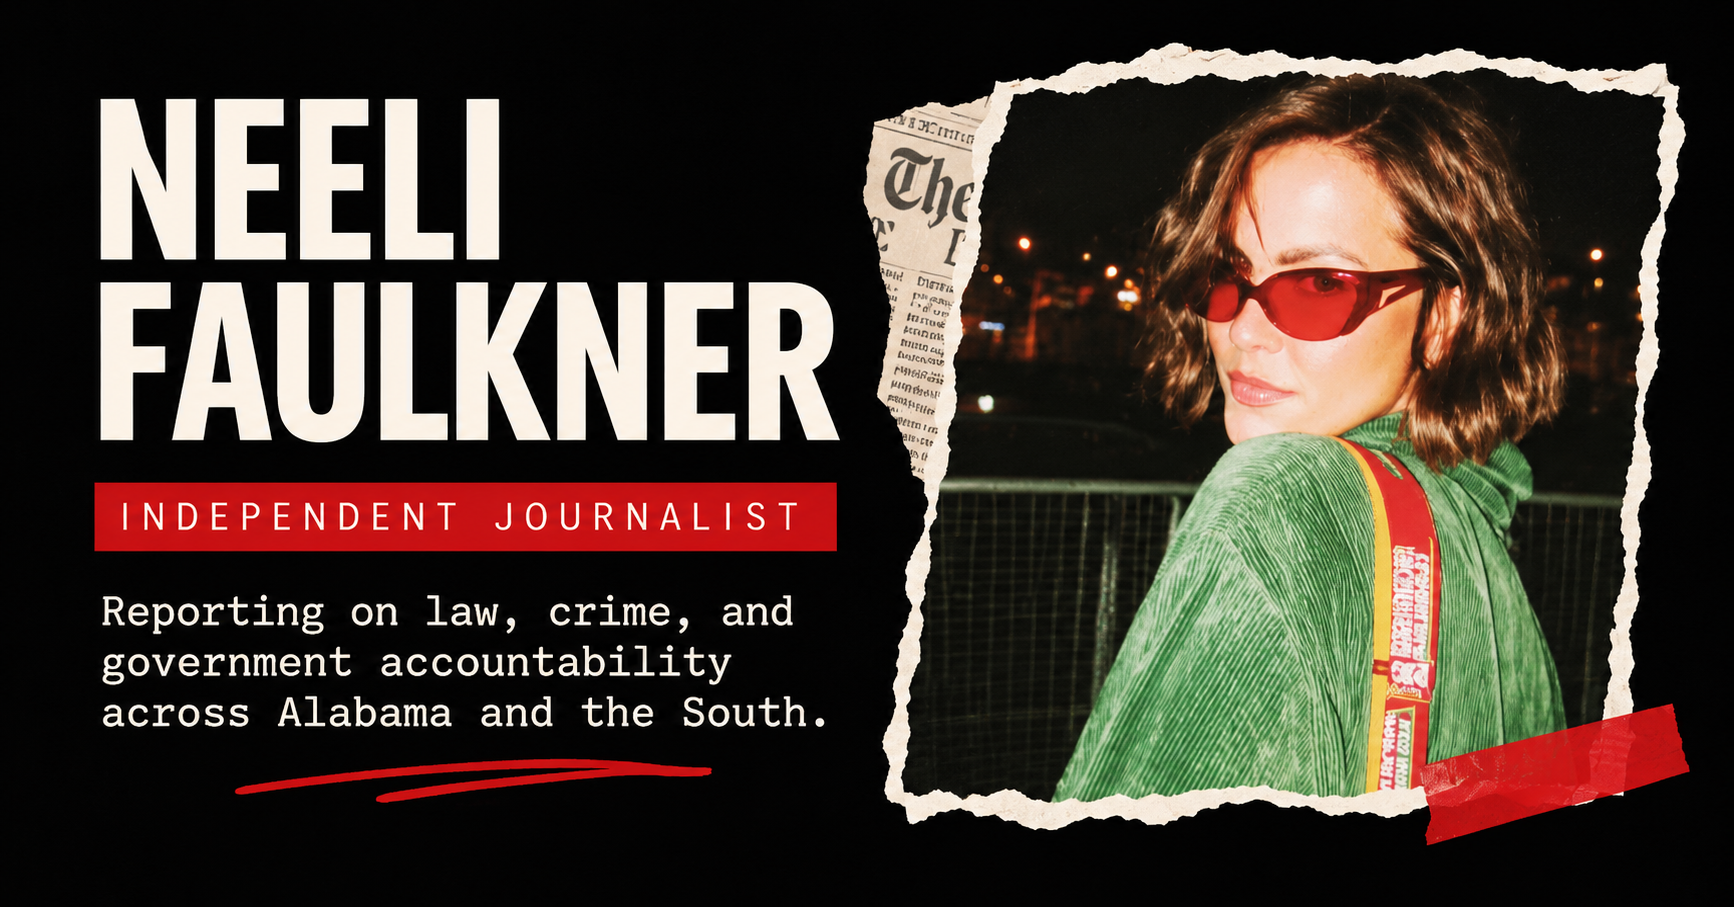 NEELI
FAULKNER
INDEPENDENT JOURNALIST
Reporting on law, crime, and
government accountability
across Alabama and the South.
The